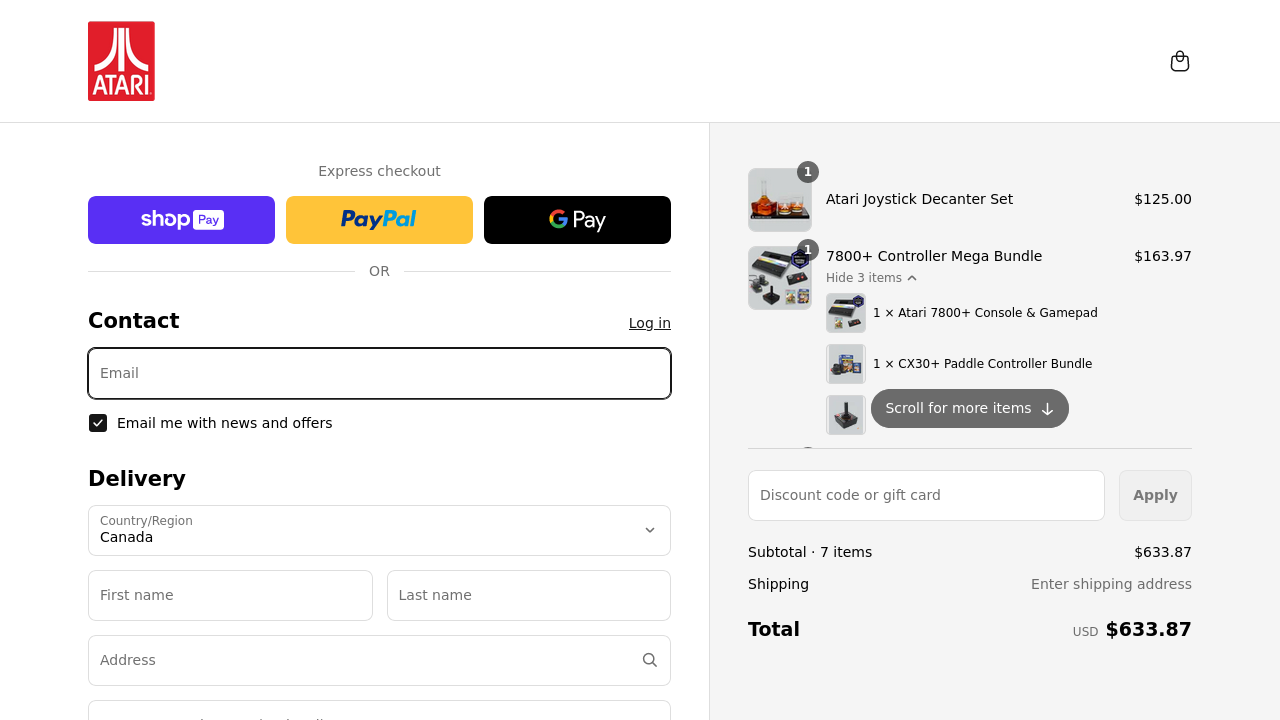 ATARI
Express checkout
shop Pay
PayPal
G Pay
OR
Contact
Log in
Email
Email me with news and offers
Delivery
Country/Region
Canada
First name
Last name
Address
1
Atari Joystick Decanter Set
$125.00
1
7800+ Controller Mega Bundle
$163.97
Hide 3 items
1 × Atari 7800+ Console & Gamepad
1 × CX30+ Paddle Controller Bundle
Scroll for more items
Discount code or gift card
Apply
Subtotal · 7 items
$633.87
Shipping
Enter shipping address
Total
USD $633.87